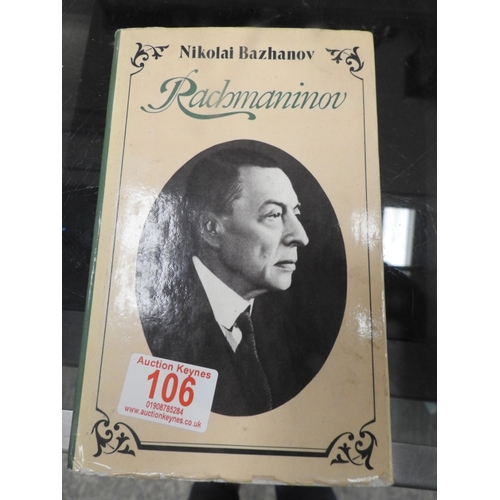 Nikolai Bazhanov
Rachmaninov
Auction Keynes
106
01908785284
www.auctionkeynes.co.uk